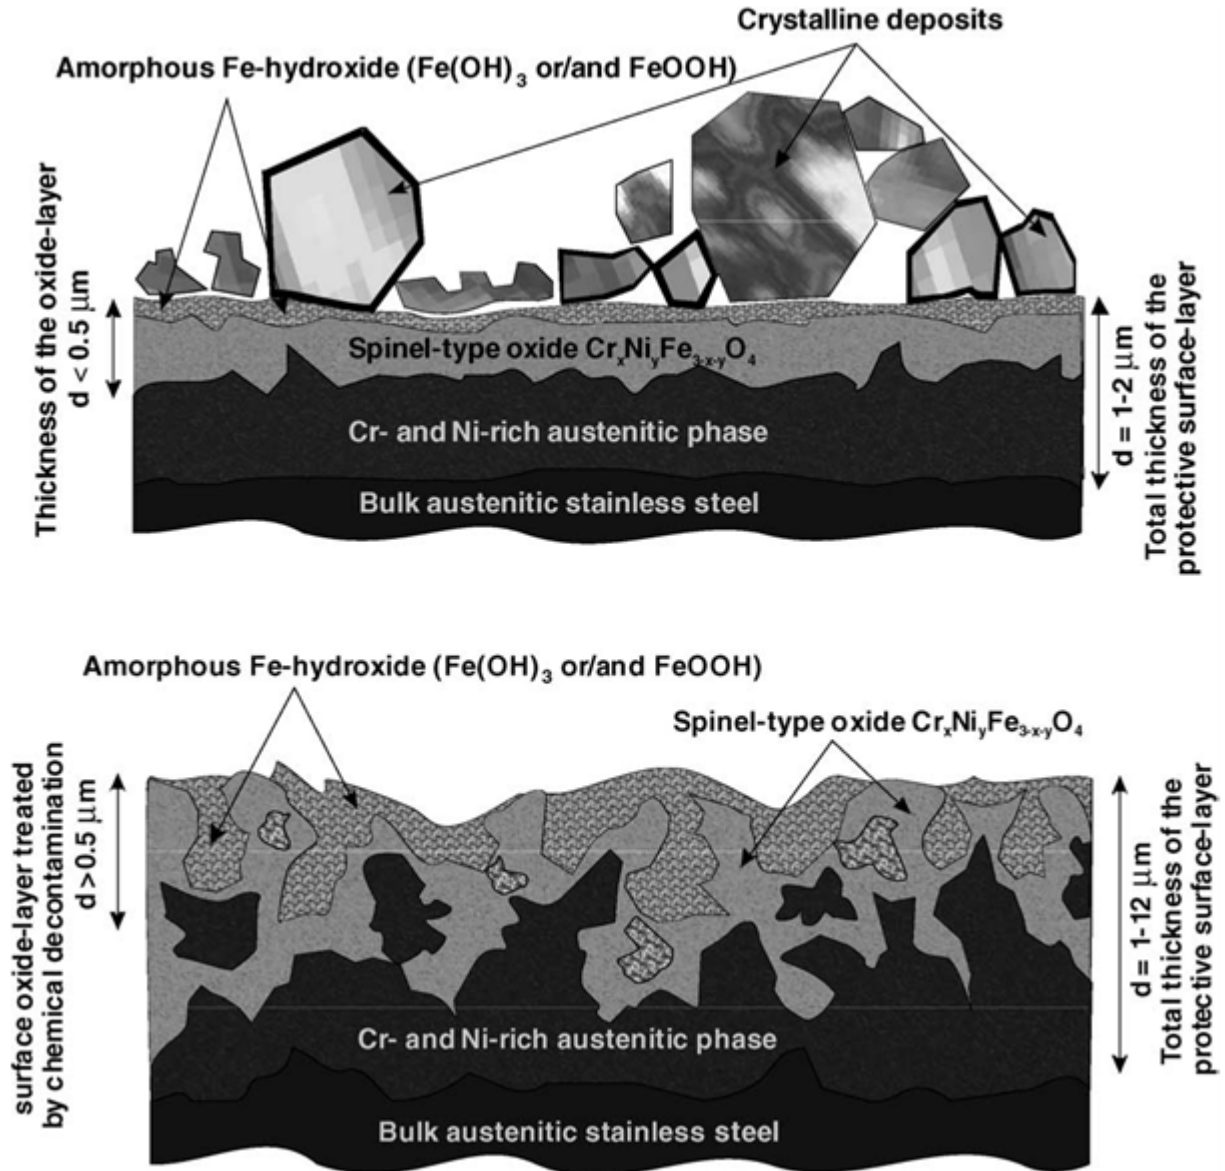 Crystalline deposits
Amorphous Fe-hydroxide (Fe(OH)₃ or/and FeOOH)
Thickness of the oxide-layer
d < 0.5 μm
Spinel-type oxide CrₓNiᵧFe₃₋ₓ₋ᵧO₄
Cr- and Ni-rich austenitic phase
Bulk austenitic stainless steel
d = 1-2 μm
Total thickness of the
protective surface-layer
Amorphous Fe-hydroxide (Fe(OH)₃ or/and FeOOH)
Spinel-type oxide CrₓNiᵧFe₃₋ₓ₋ᵧO₄
surface oxide-layer treated
by chemical decontamination
d > 0.5 μm
Cr- and Ni-rich austenitic phase
Bulk austenitic stainless steel
d = 1-12 μm
Total thickness of the
protective surface-layer